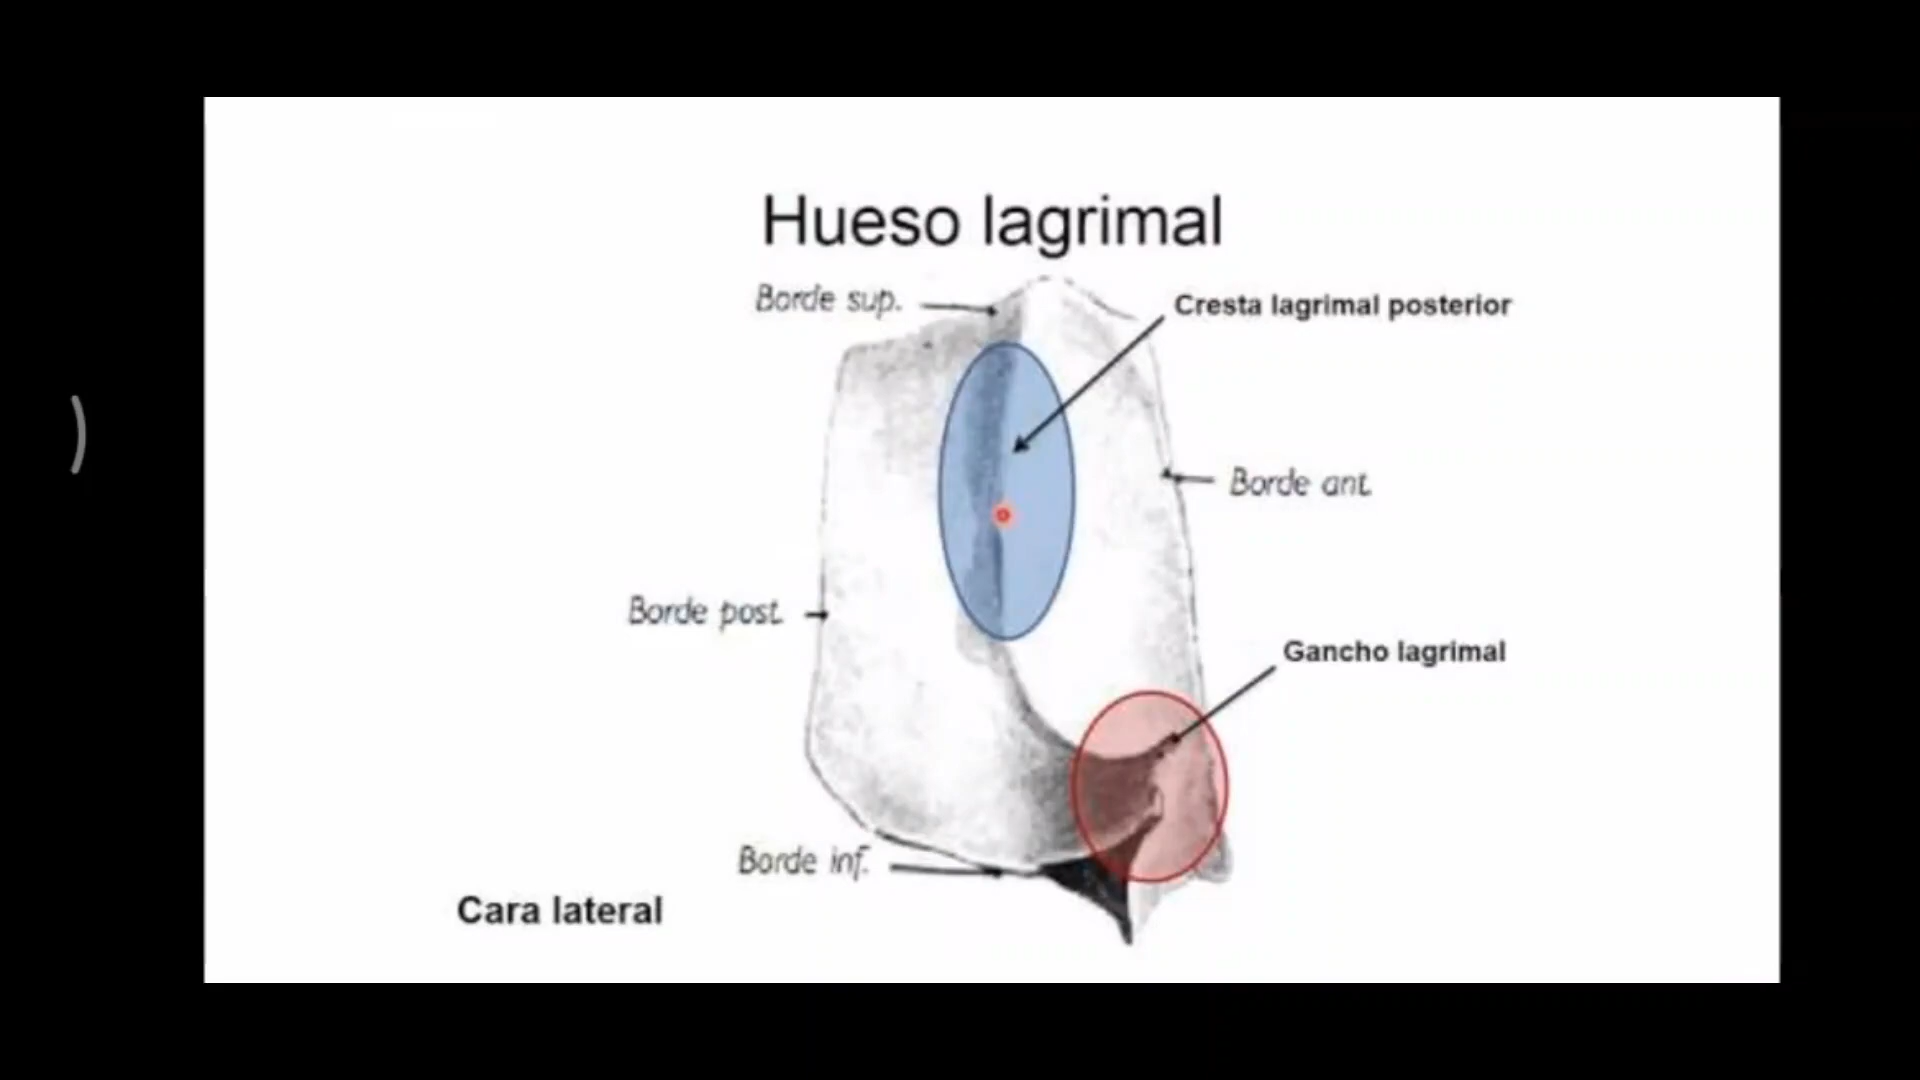 Hueso lagrimal
Borde sup.
Cresta lagrimal posterior
Borde ant.
Borde post.
Gancho lagrimal
Borde inf.
Cara lateral